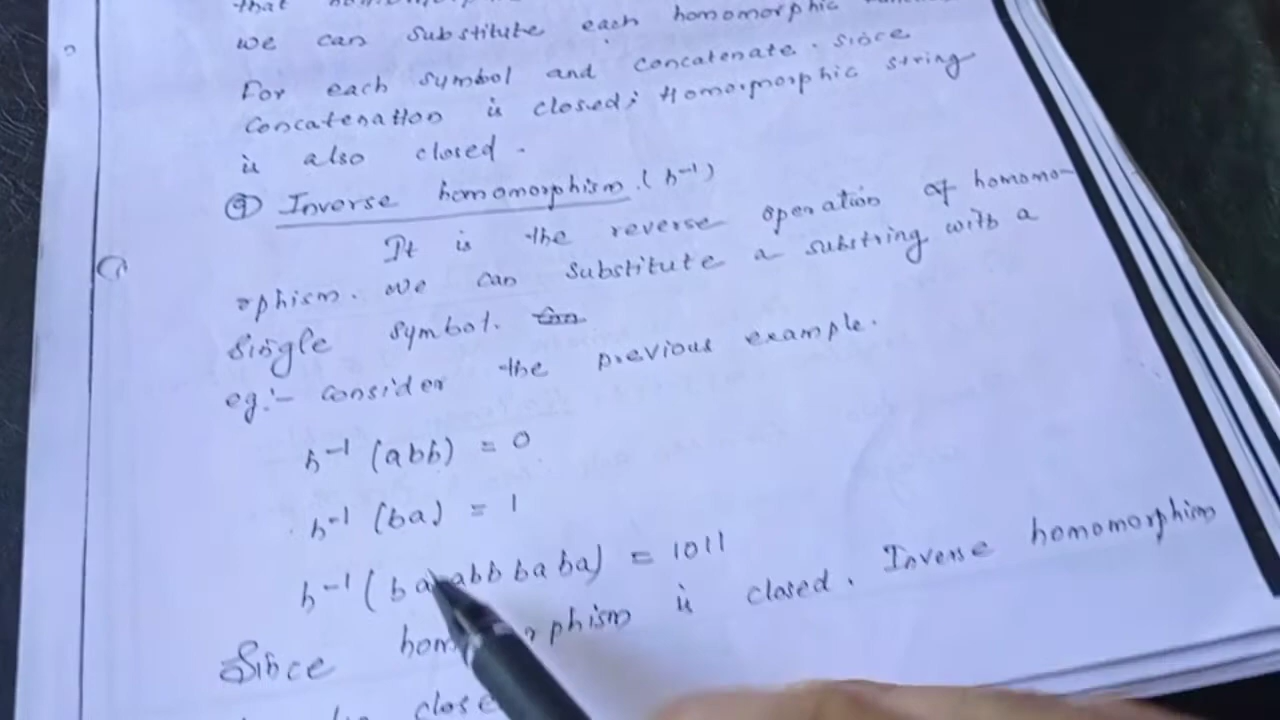 that
we can substitute each homomorphic
For each symbol and concatenate. since
concatenation is closed; Homomorphic string
is also closed.
⑨ Inverse homomorphism. (h⁻¹)
It is the reverse operation of homomo-
rphism. we can substitute a substring with a
single symbol.
eg:- consider the previous example.
h⁻¹ (abb) = 0
h⁻¹ (ba) = 1
h⁻¹ (ba abb ba ba) = 1011
Since is closed. Inverse homomorphism